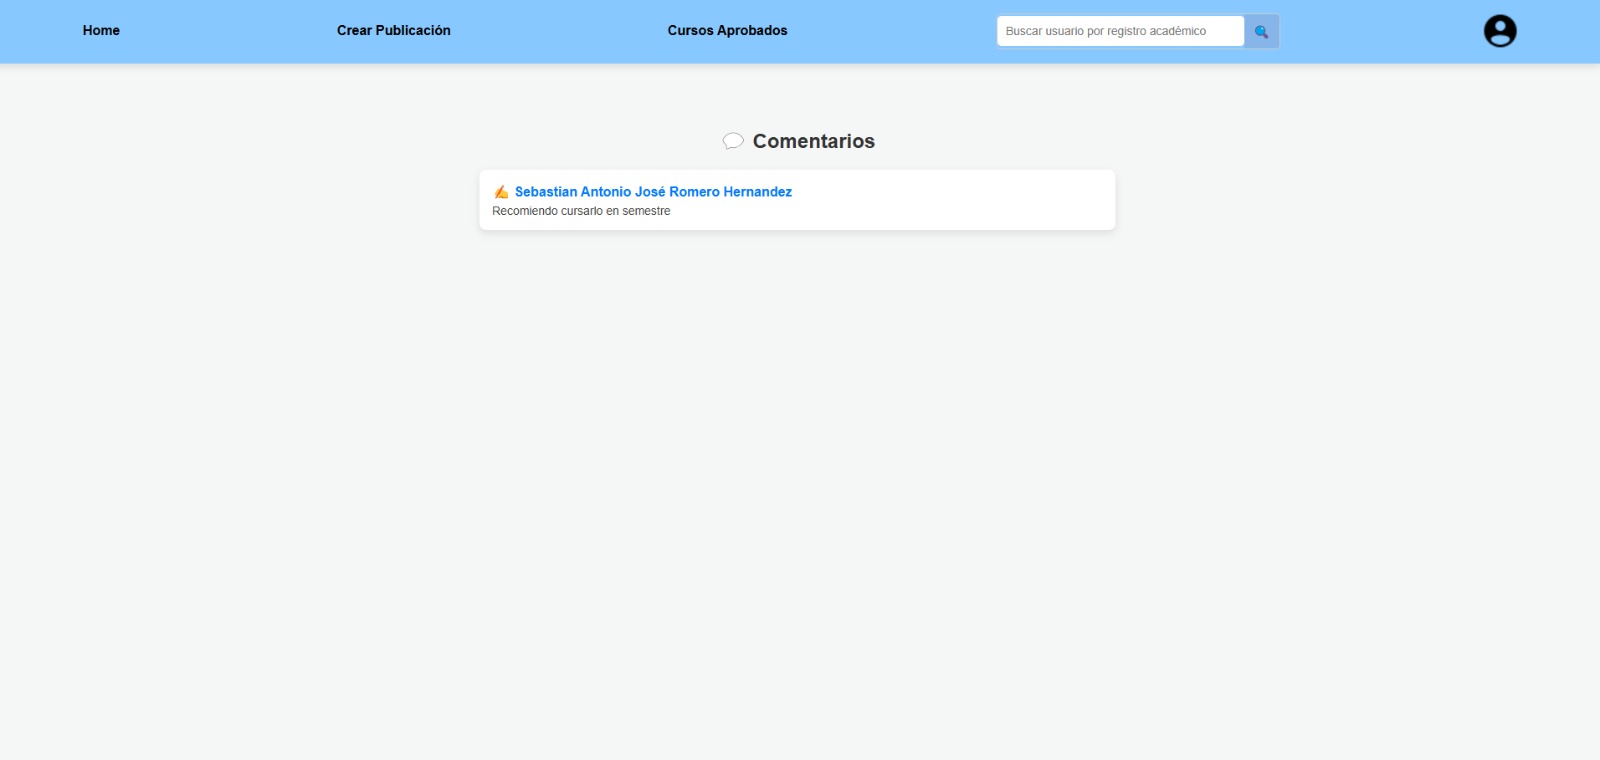 Home
Crear Publicación
Cursos Aprobados
Buscar usuario por registro académico
Comentarios
Sebastian Antonio José Romero Hernandez
Recomiendo cursarlo en semestre